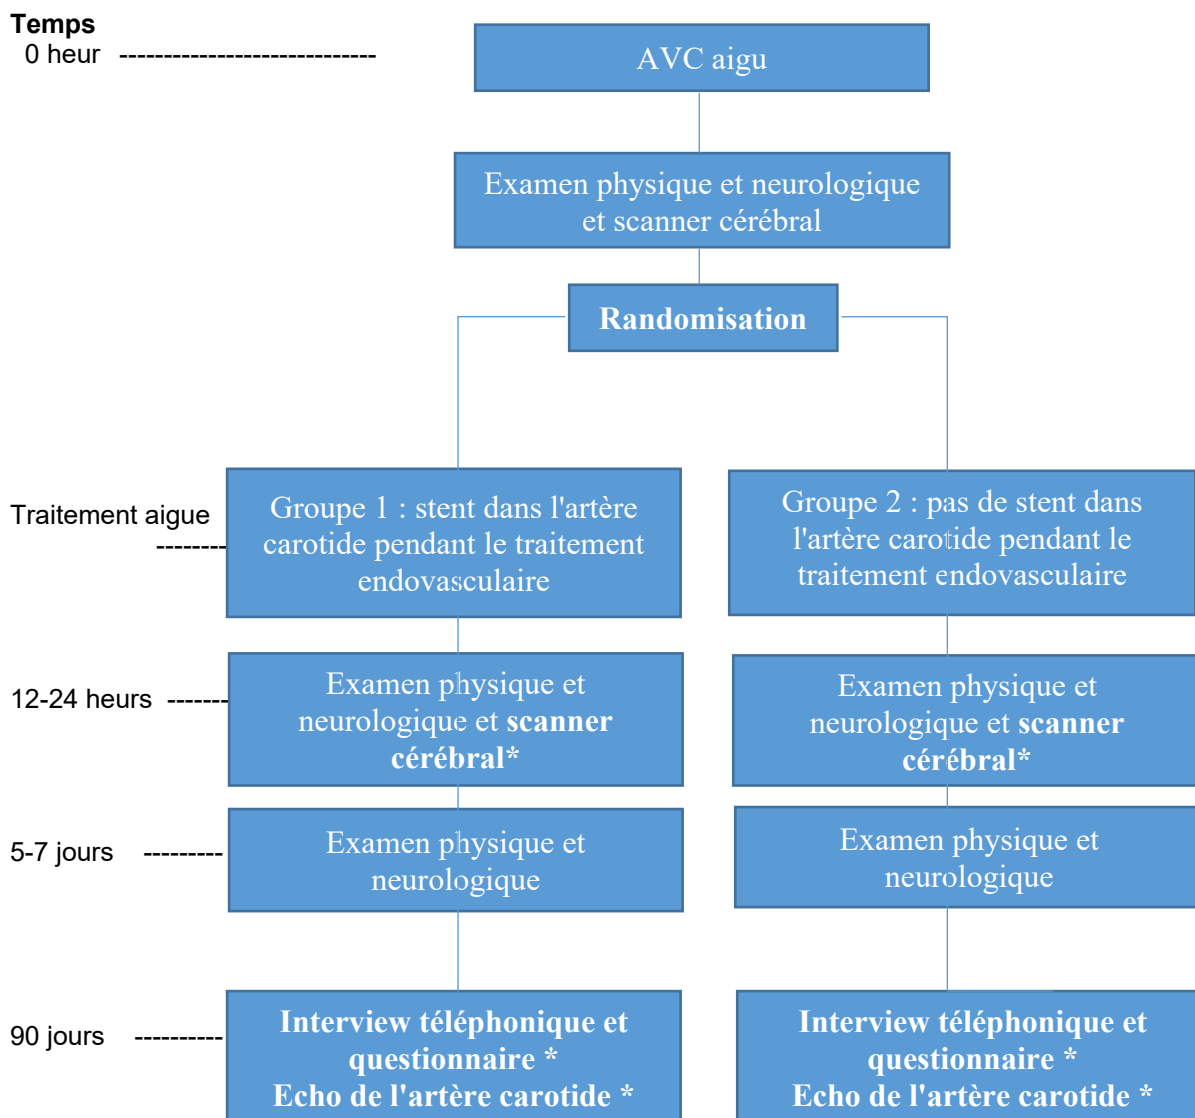 Temps
0 heur -----------------------------
AVC aigu
Examen physique et neurologique
et scanner cérébral
Randomisation
Traitement aigue
--------
Groupe 1 : stent dans l'artère
carotide pendant le traitement
endovasculaire
Groupe 2 : pas de stent dans
l'artère carotide pendant le
traitement endovasculaire
12-24 heurs -------
Examen physique et
neurologique et scanner
cérébral*
Examen physique et
neurologique et scanner
cérébral*
5-7 jours ---------
Examen physique et
neurologique
Examen physique et
neurologique
90 jours ----------
Interview téléphonique et
questionnaire *
Echo de l'artère carotide *
Interview téléphonique et
questionnaire *
Echo de l'artère carotide *